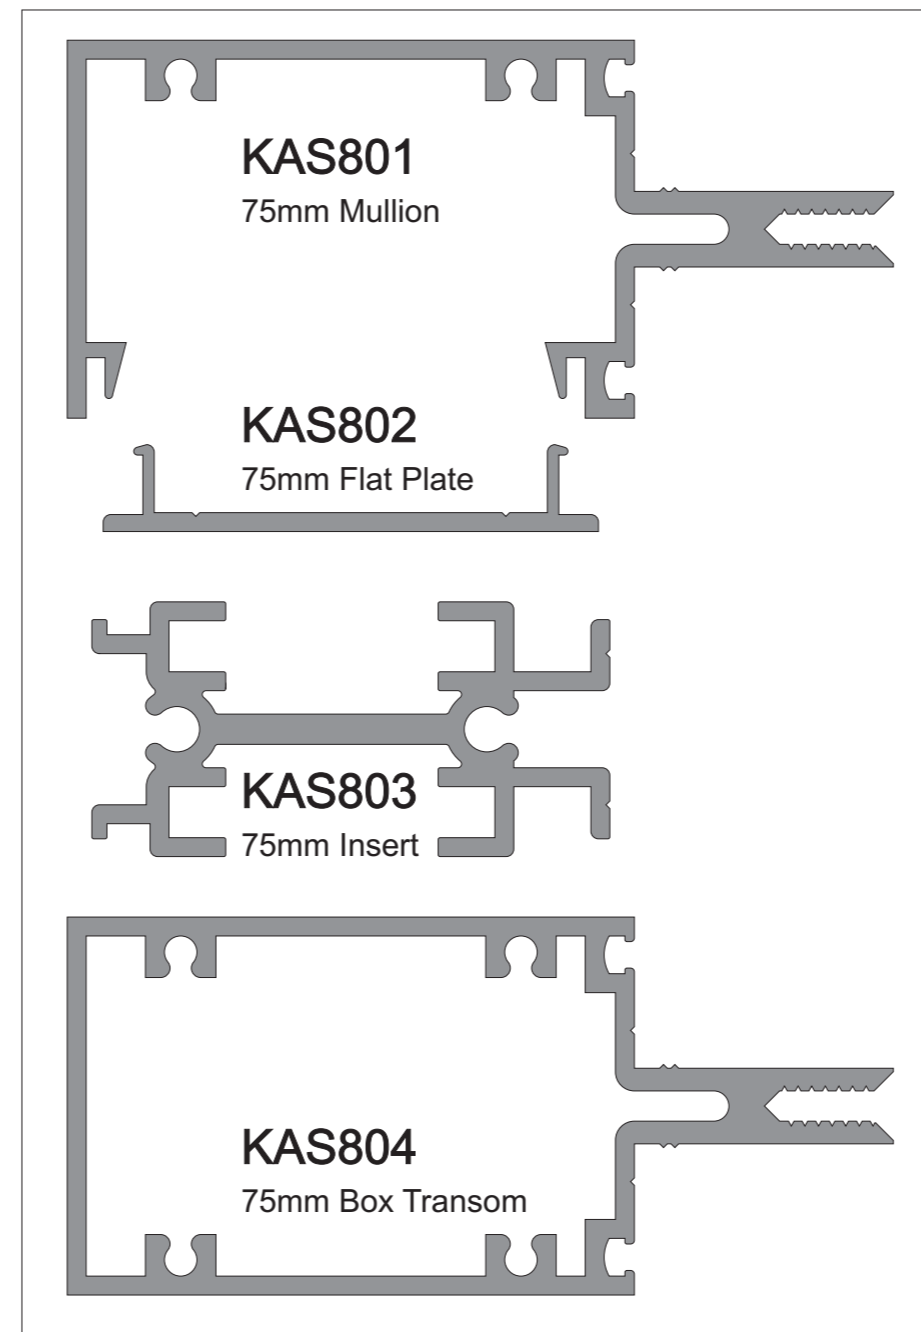 KAS801
75mm Mullion
KAS802
75mm Flat Plate
KAS803
75mm Insert
KAS804
75mm Box Transom